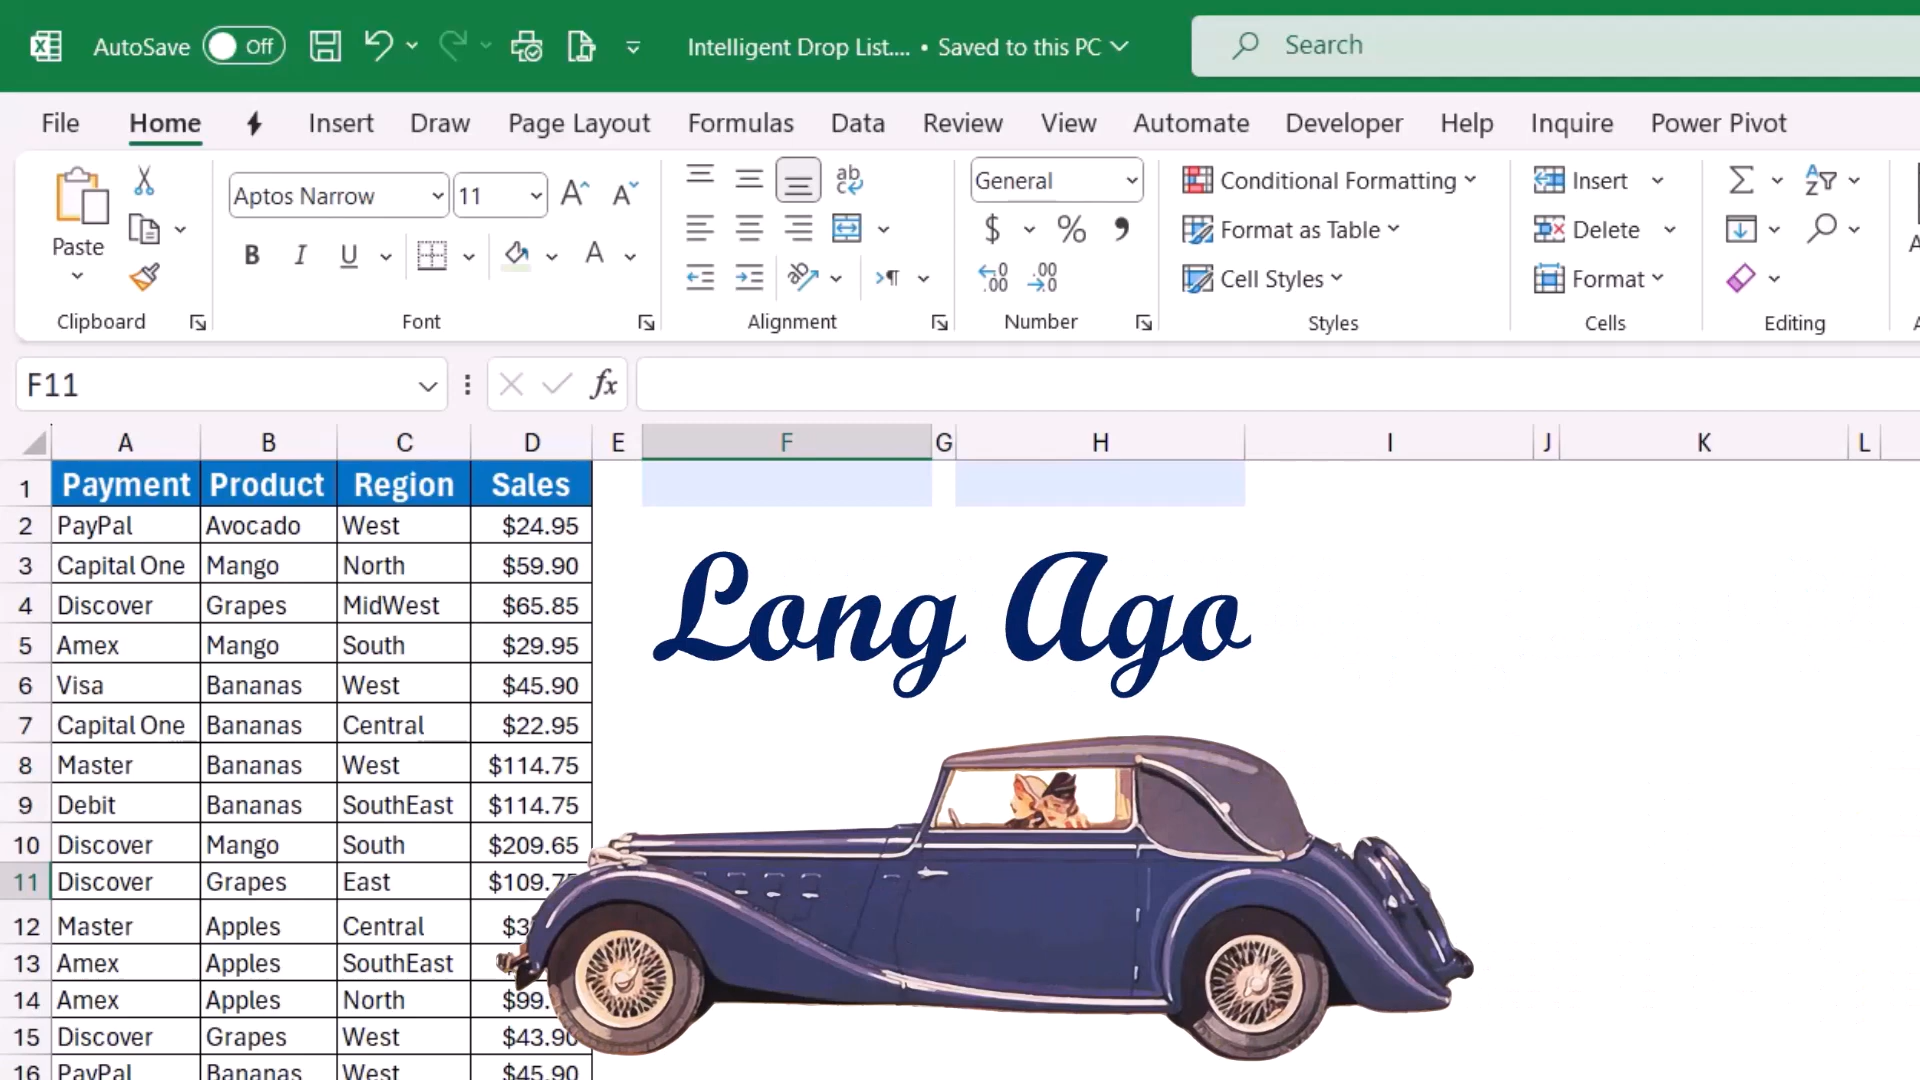 AutoSave Off Intelligent Drop List.... • Saved to this PC Search
File Home Insert Draw Page Layout Formulas Data Review View Automate Developer Help Inquire Power Pivot
Paste
Clipboard
Aptos Narrow 11
B I U A
Font
ab
Alignment
General
$ % ,
Number
Conditional Formatting
Format as Table
Cell Styles
Styles
Insert
Delete
Format
Cells
Editing
F11 fx
A B C D E F G H I J K L
1 Payment Product Region Sales
2 PayPal Avocado West $24.95
3 Capital One Mango North $59.90
4 Discover Grapes MidWest $65.85
5 Amex Mango South $29.95
6 Visa Bananas West $45.90
7 Capital One Bananas Central $22.95
8 Master Bananas West $114.75
9 Debit Bananas SouthEast $114.75
10 Discover Mango South $209.65
11 Discover Grapes East
12 Master Apples Central
13 Amex Apples SouthEast
14 Amex Apples North
15 Discover Grapes West $43.90
16 PayPal Bananas West $45.90
Long Ago